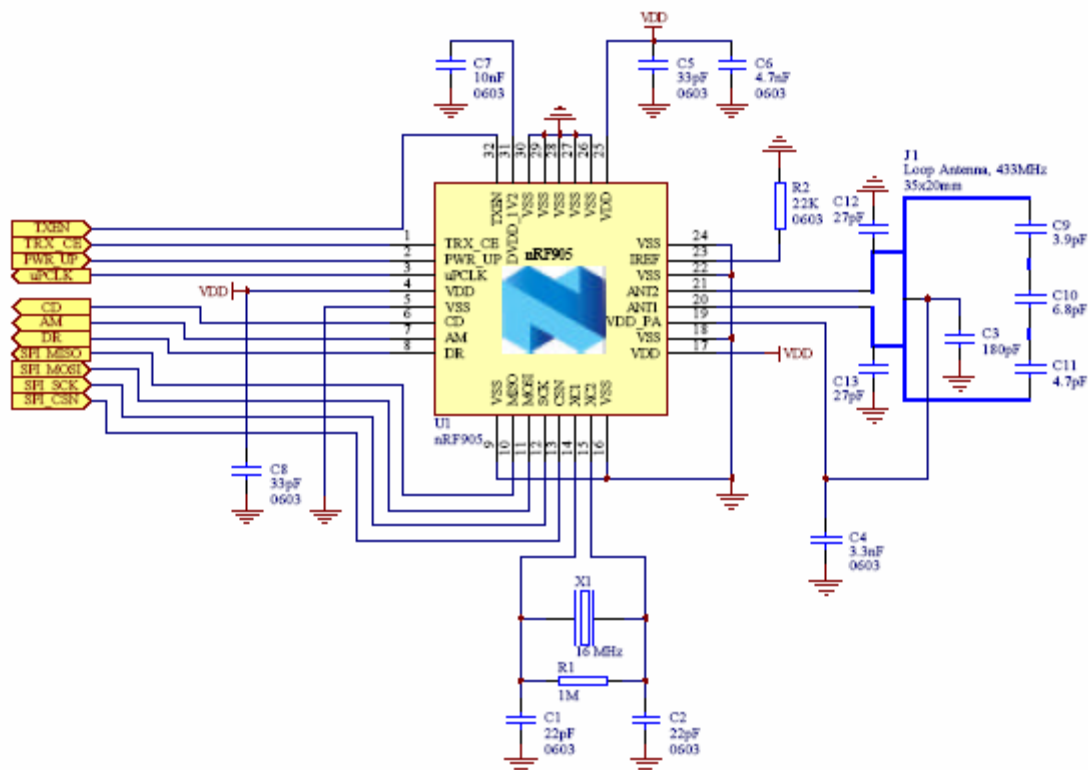 VDD
C7
10nF
0603
C5
33pF
0603
C6
4.7nF
0603
32
31
30
29
28
27
26
25
TXEN
DVDD_1V2
VSS
VSS
VSS
VSS
VSS
VDD
R2
22K
0603
J1
Loop Antenna, 433MHz
35x20mm
C12
27pF
C9
3.9pF
C10
6.8pF
C11
4.7pF
C3
180pF
C13
27pF
TXEN
TRX_CE
PWR_UP
uPCLK
CD
AM
DR
SPI_MISO
SPI_MOSI
SPI_SCK
SPI_CSN
VDD
1
2
3
4
5
6
7
8
TRX_CE
PWR_UP
uPCLK
VDD
VSS
CD
AM
DR
nRF905
VSS
IREF
VSS
ANT2
ANT1
VDD_PA
VSS
VDD
24
23
22
21
20
19
18
17
VDD
VSS
MISO
MOSI
SCK
CSN
XC1
XC2
VSS
U1
nRF905
9
10
11
12
13
14
15
16
C8
33pF
0603
C4
3.3nF
0603
X1
16 MHz
R1
1M
C1
22pF
0603
C2
22pF
0603